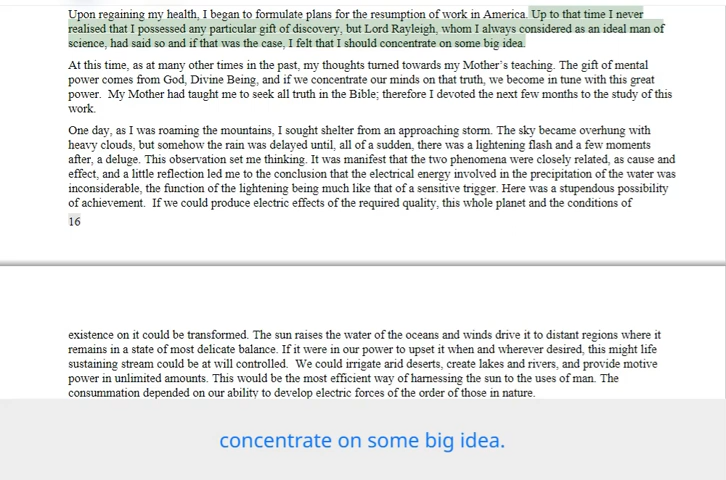 Upon regaining my health, I began to formulate plans for the resumption of work in America. Up to that time I never
realised that I possessed any particular gift of discovery, but Lord Rayleigh, whom I always considered as an ideal man of
science, had said so and if that was the case, I felt that I should concentrate on some big idea.
At this time, as at many other times in the past, my thoughts turned towards my Mother's teaching. The gift of mental
power comes from God, Divine Being, and if we concentrate our minds on that truth, we become in tune with this great
power. My Mother had taught me to seek all truth in the Bible; therefore I devoted the next few months to the study of this
work.
One day, as I was roaming the mountains, I sought shelter from an approaching storm. The sky became overhung with
heavy clouds, but somehow the rain was delayed until, all of a sudden, there was a lightening flash and a few moments
after, a deluge. This observation set me thinking. It was manifest that the two phenomena were closely related, as cause and
effect, and a little reflection led me to the conclusion that the electrical energy involved in the precipitation of the water was
inconsiderable, the function of the lightening being much like that of a sensitive trigger. Here was a stupendous possibility
of achievement. If we could produce electric effects of the required quality, this whole planet and the conditions of
16
existence on it could be transformed. The sun raises the water of the oceans and winds drive it to distant regions where it
remains in a state of most delicate balance. If it were in our power to upset it when and wherever desired, this might life
sustaining stream could be at will controlled. We could irrigate arid deserts, create lakes and rivers, and provide motive
power in unlimited amounts. This would be the most efficient way of harnessing the sun to the uses of man. The
consummation depended on our ability to develop electric forces of the order of those in nature.
concentrate on some big idea.